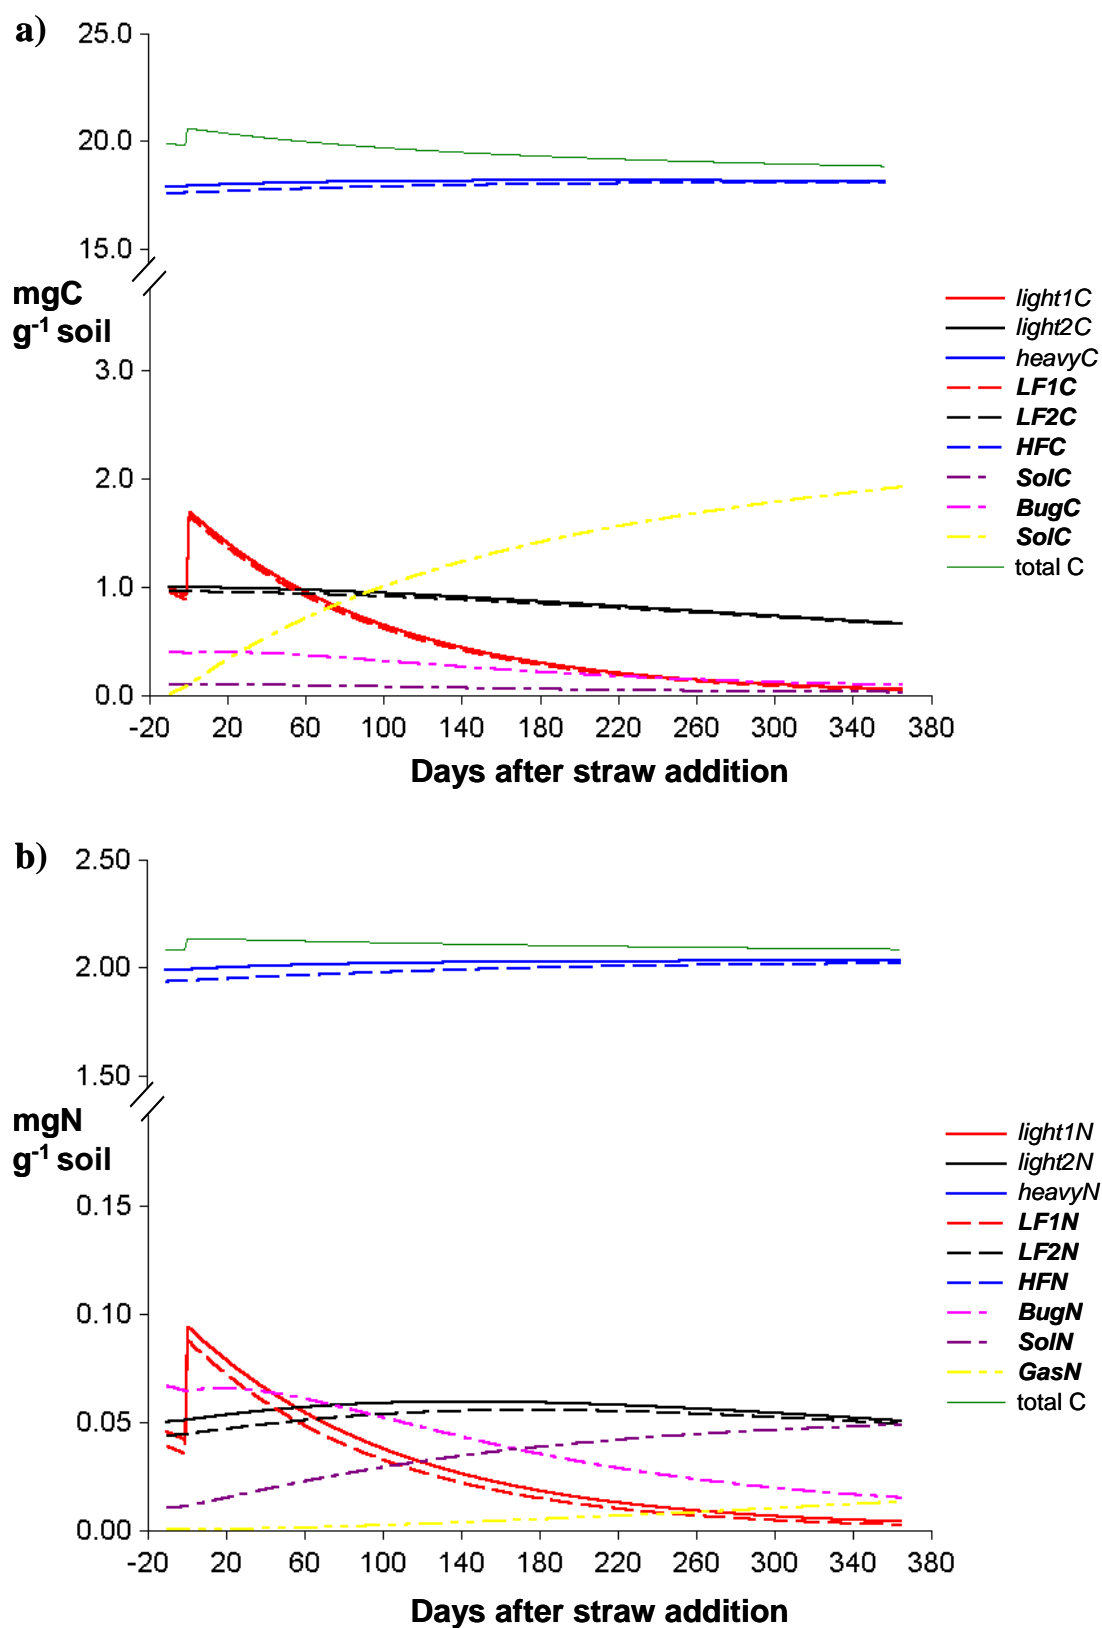 a)
25.0
20.0
15.0
mgC
g-1 soil
3.0
2.0
1.0
0.0
-20 20 60 100 140 180 220 260 300 340 380
Days after straw addition
light1C
light2C
heavyC
LF1C
LF2C
HFC
SolC
BugC
SolC
total C
b)
2.50
2.00
1.50
mgN
g-1 soil
0.15
0.10
0.05
0.00
-20 20 60 100 140 180 220 260 300 340 380
Days after straw addition
light1N
light2N
heavyN
LF1N
LF2N
HFN
BugN
SolN
GasN
total C